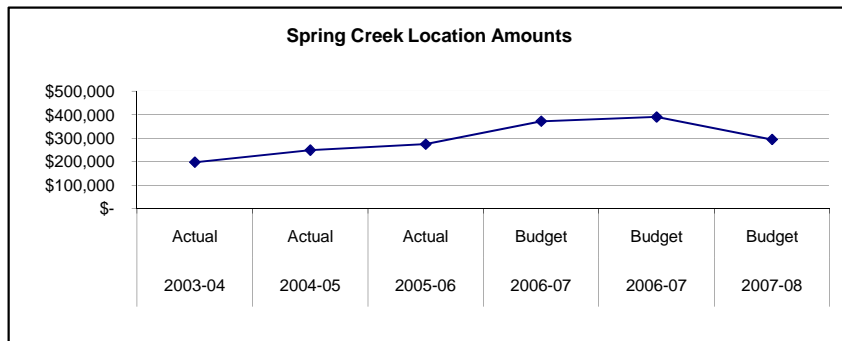 Spring Creek Location Amounts
$500,000
$400,000
$300,000
$200,000
$100,000
$-
Actual Actual Actual Budget Budget Budget
2003-04 2004-05 2005-06 2006-07 2006-07 2007-08